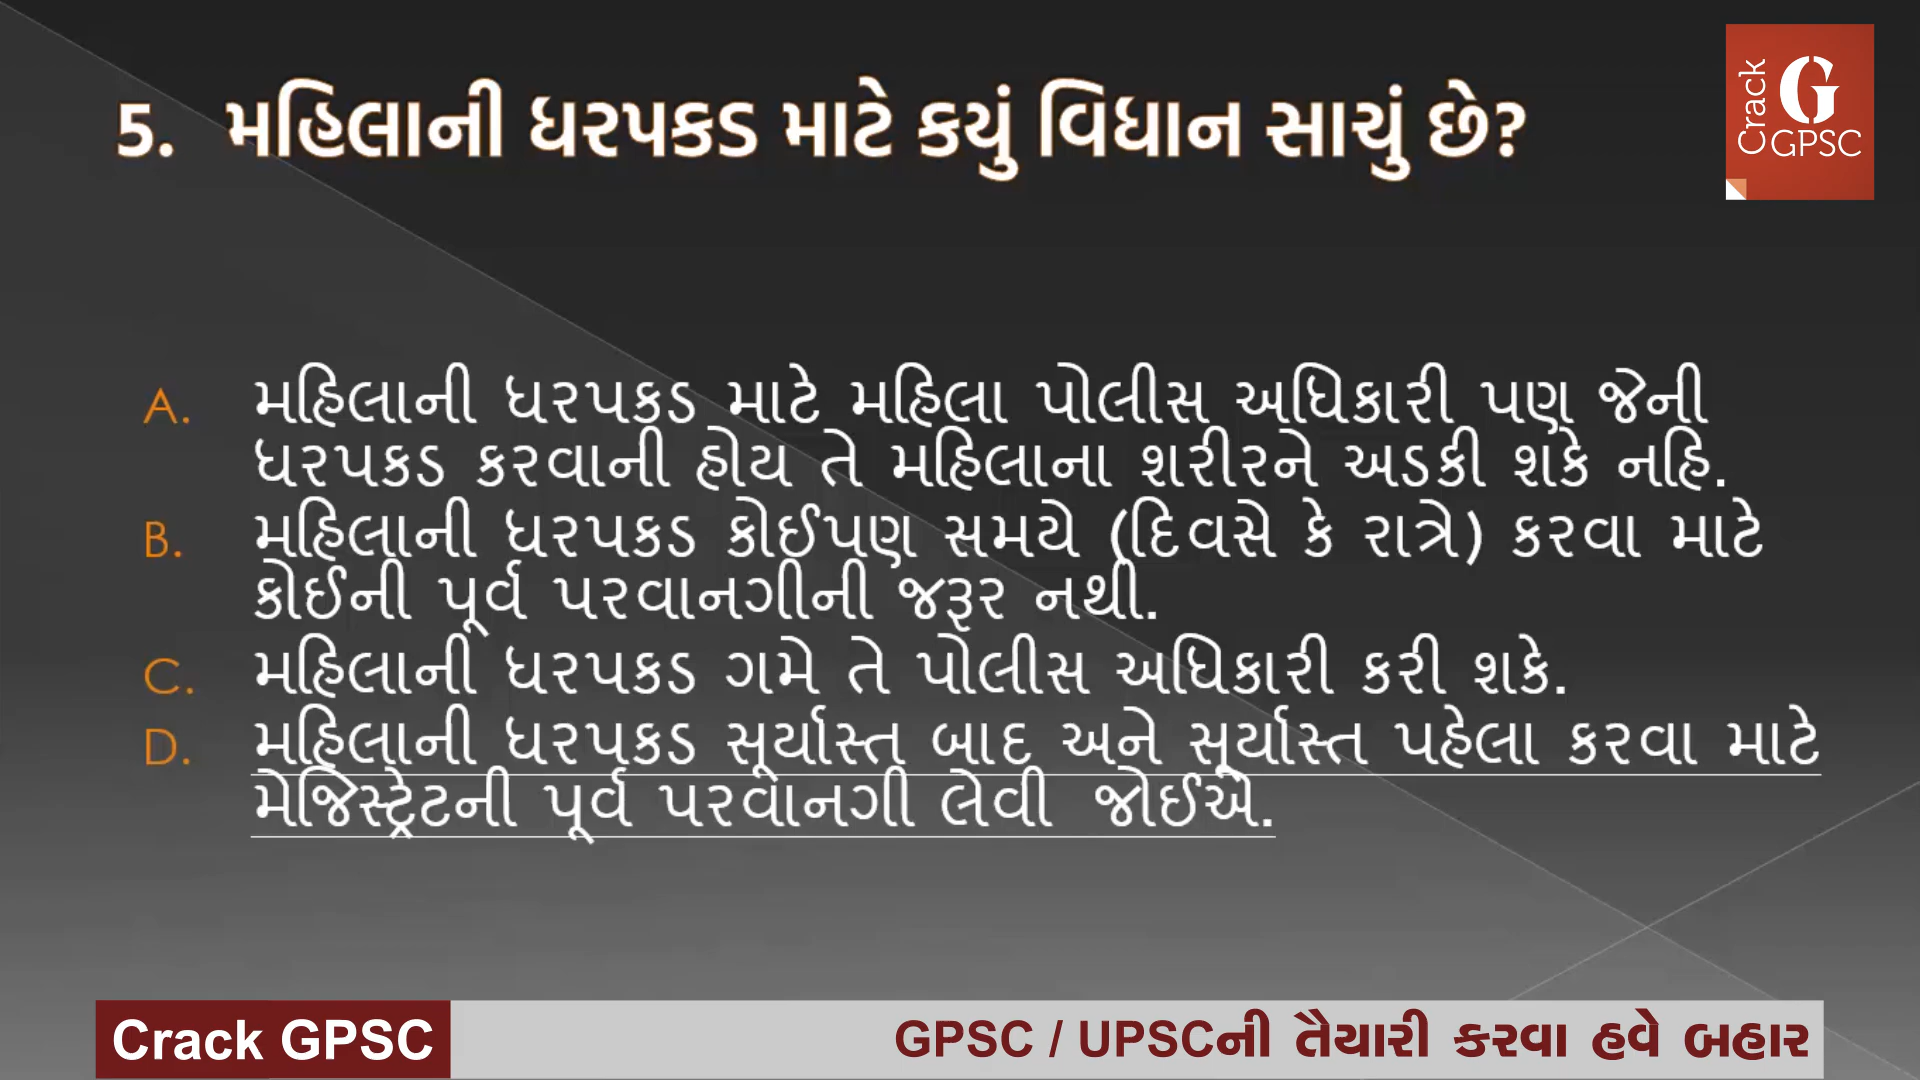 5. મહિલાની ધરપકડ માટે કયું વિધાન સાચું છે?
Crack
G
GPSC
A. મહિલાની ધરપકડ માટે મહિલા પોલીસ અધિકારી પણ જેની
ધરપકડ કરવાની હોય તે મહિલાના શરીરને અડકી શકે નહિ.
B. મહિલાની ધરપકડ કોઈપણ સમયે (દિવસે કે રાત્રે) કરવા માટે
કોઈની પૂર્વ પરવાનગીની જરૂર નથી.
C. મહિલાની ધરપકડ ગમે તે પોલીસ અધિકારી કરી શકે.
D. મહિલાની ધરપકડ સૂર્યાસ્ત બાદ અને સૂર્યાસ્ત પહેલા કરવા માટે
મેજિસ્ટ્રેટની પૂર્વ પરવાનગી લેવી જોઈએ.
Crack GPSC
GPSC / UPSCની તૈયારી કરવા હવે બહાર